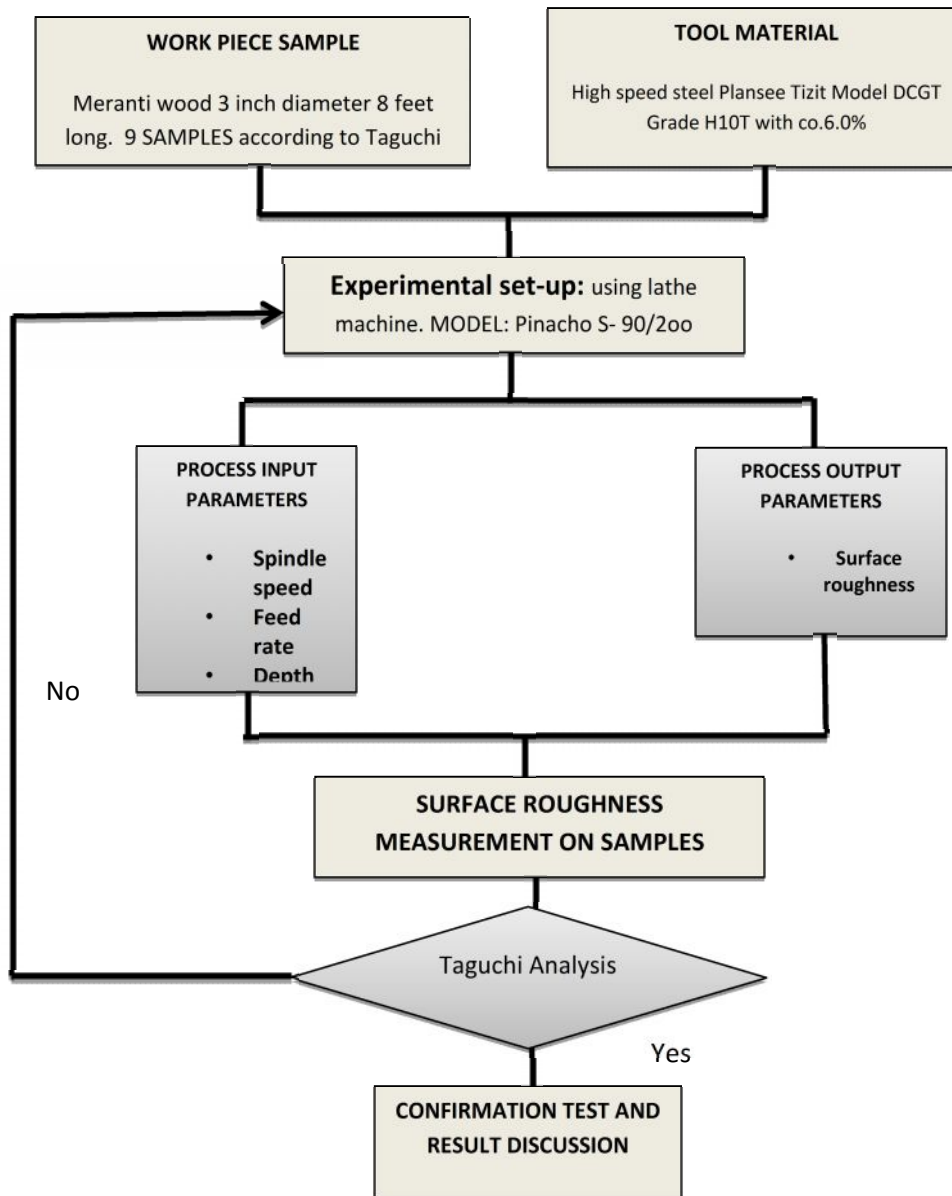 WORK PIECE SAMPLE
Meranti wood 3 inch diameter 8 feet
long. 9 SAMPLES according to Taguchi
TOOL MATERIAL
High speed steel Plansee Tizit Model DCGT
Grade H10T with co.6.0%
Experimental set-up: using lathe
machine. MODEL: Pinacho S- 90/2oo
PROCESS INPUT
PARAMETERS
• Spindle
speed
• Feed
rate
• Depth
PROCESS OUTPUT
PARAMETERS
• Surface
roughness
No
SURFACE ROUGHNESS
MEASUREMENT ON SAMPLES
Taguchi Analysis
Yes
CONFIRMATION TEST AND
RESULT DISCUSSION